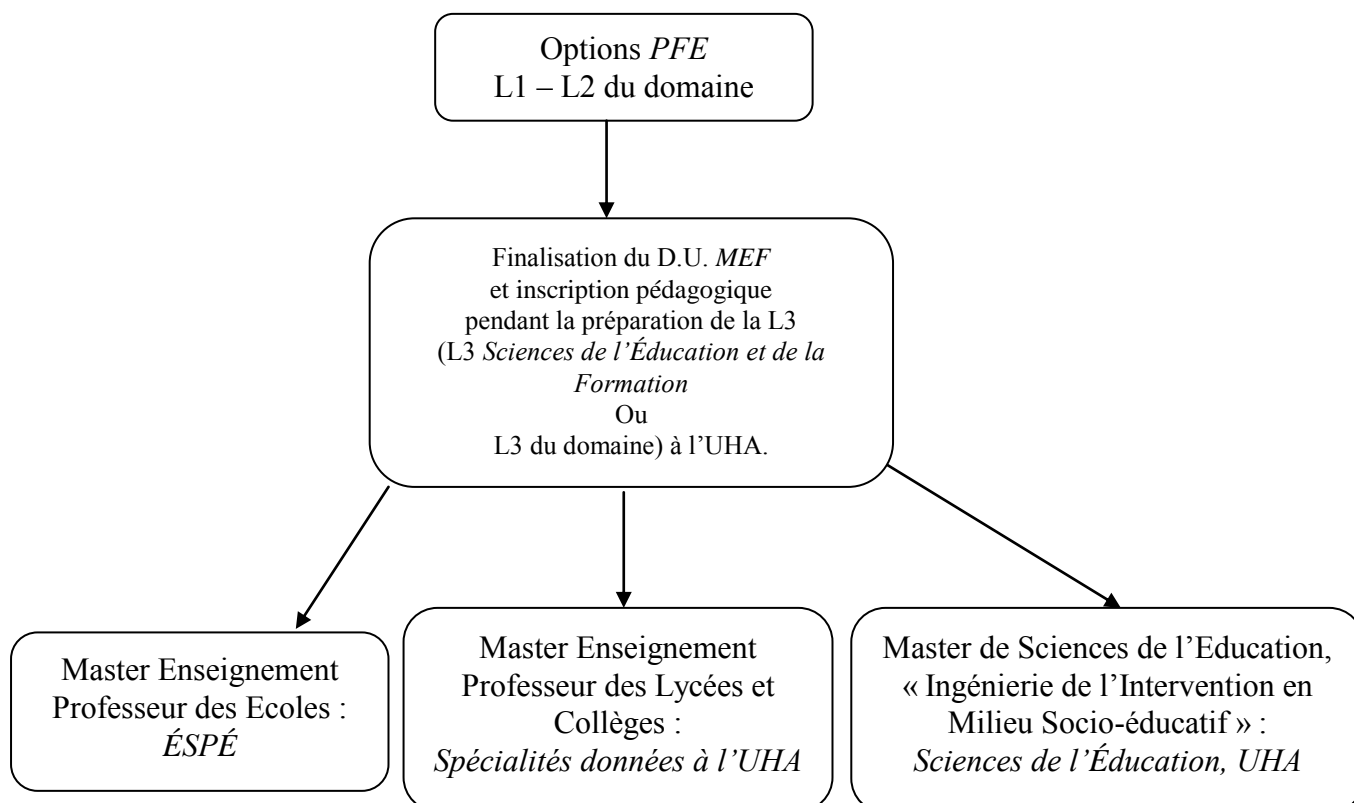 Options PFE
L1 – L2 du domaine
Finalisation du D.U. MEF
et inscription pédagogique
pendant la préparation de la L3
(L3 Sciences de l’Éducation et de la
Formation
Ou
L3 du domaine) à l’UHA.
Master Enseignement
Professeur des Ecoles :
ÉSPÉ
Master Enseignement
Professeur des Lycées et
Collèges :
Spécialités données à l’UHA
Master de Sciences de l’Education,
« Ingénierie de l’Intervention en
Milieu Socio-éducatif » :
Sciences de l’Éducation, UHA